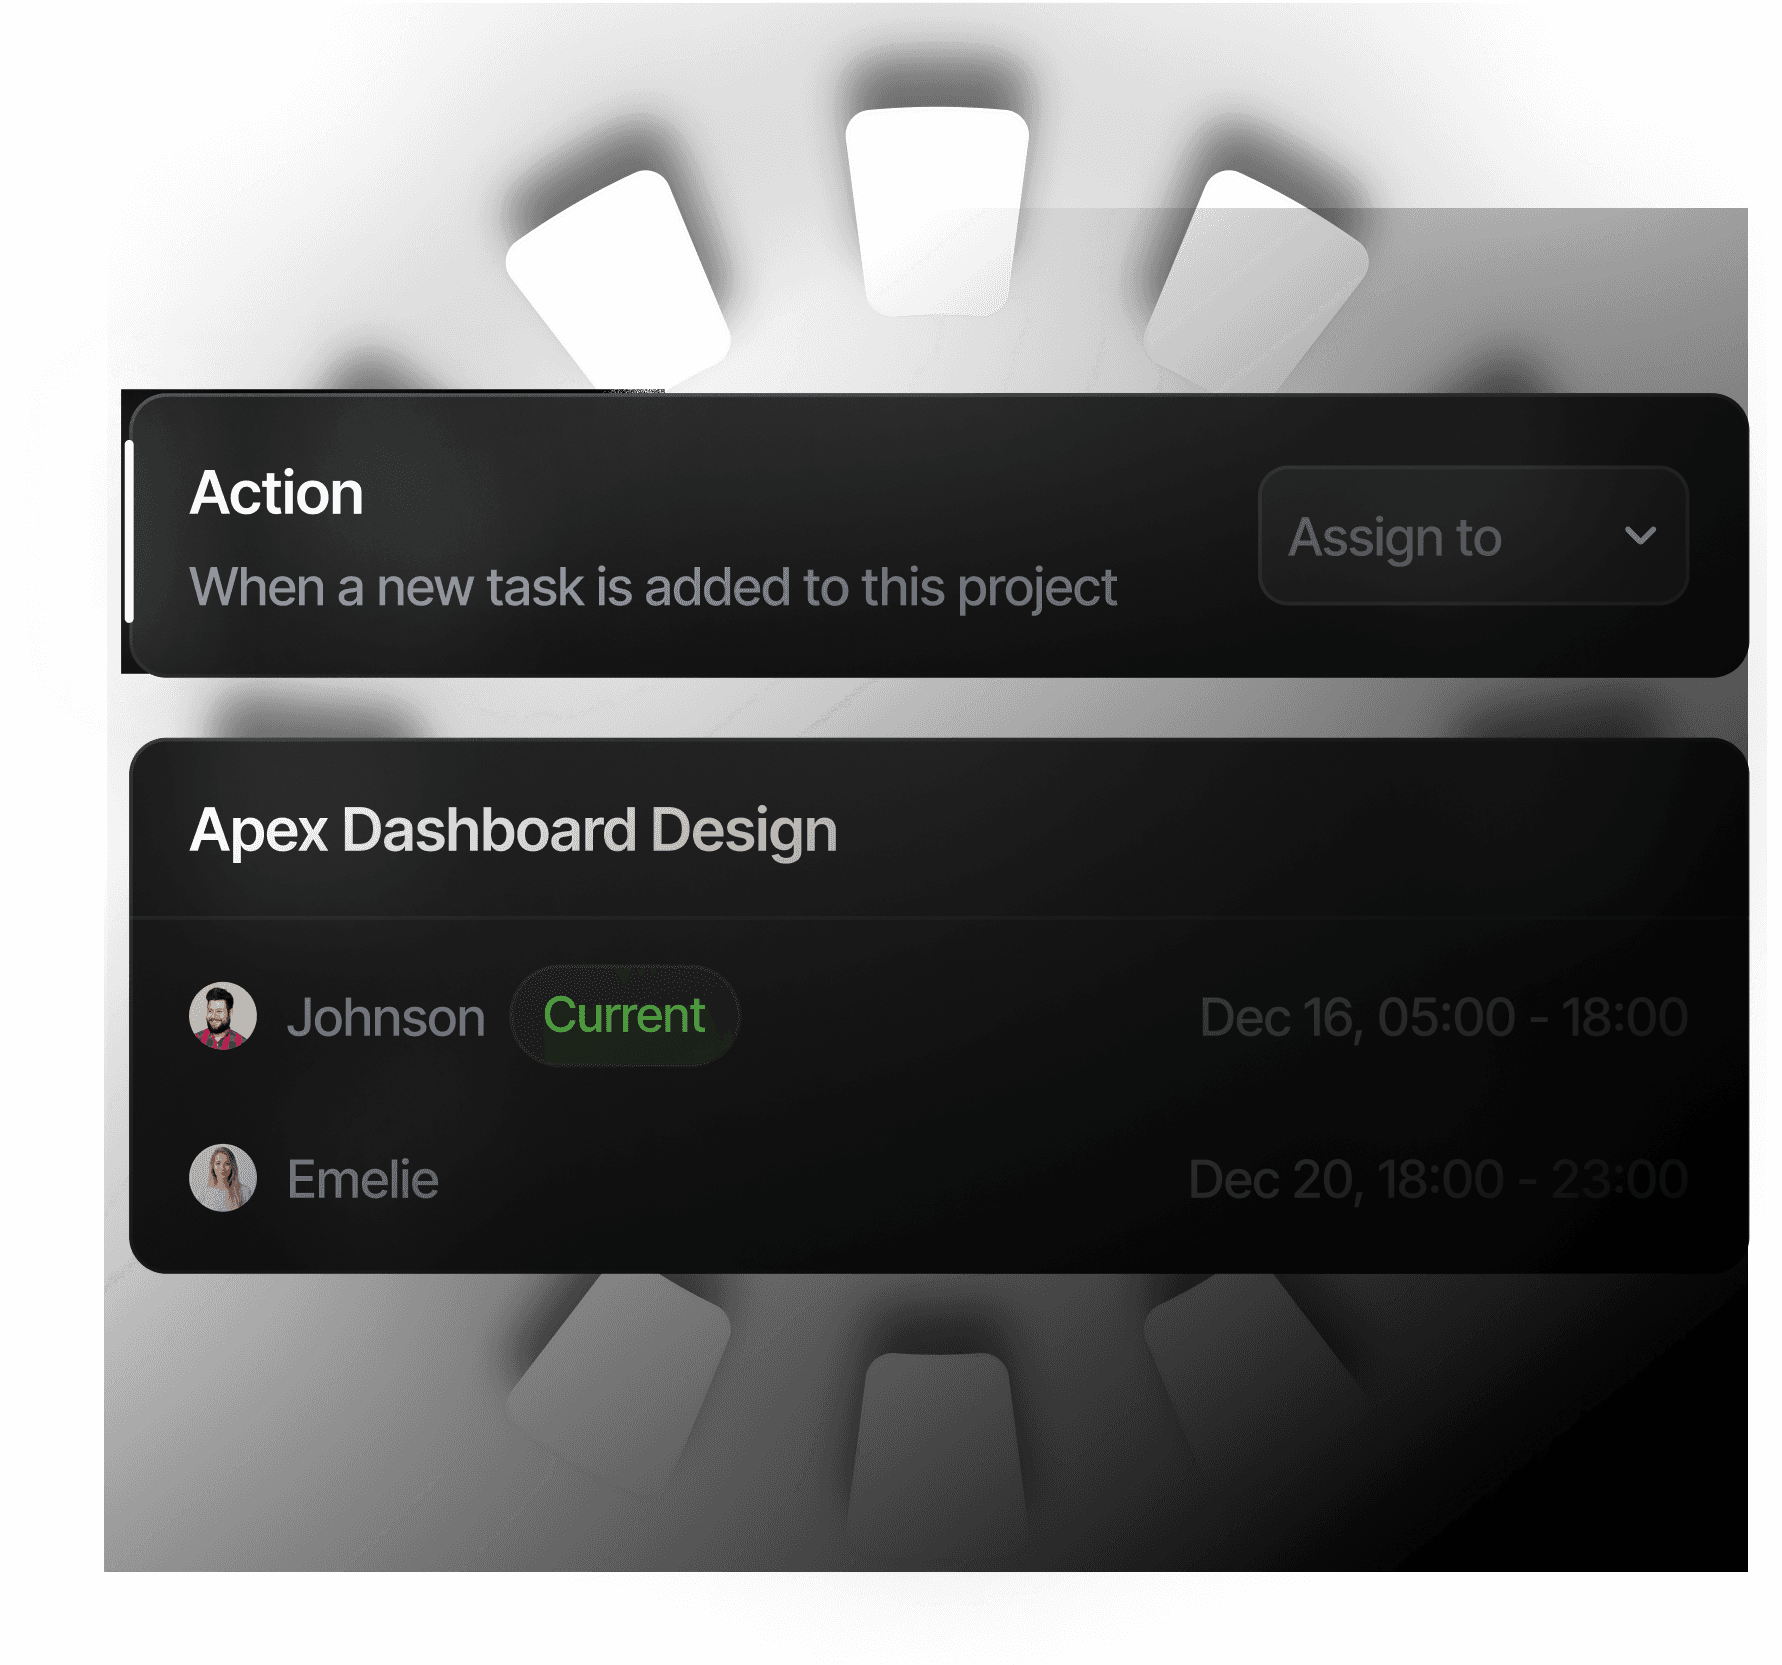 Action
When a new task is added to this project
Assign to
Apex Dashboard Design
Johnson
Current
Dec 16, 05:00 - 18:00
Emelie
Dec 20, 18:00 - 23:00